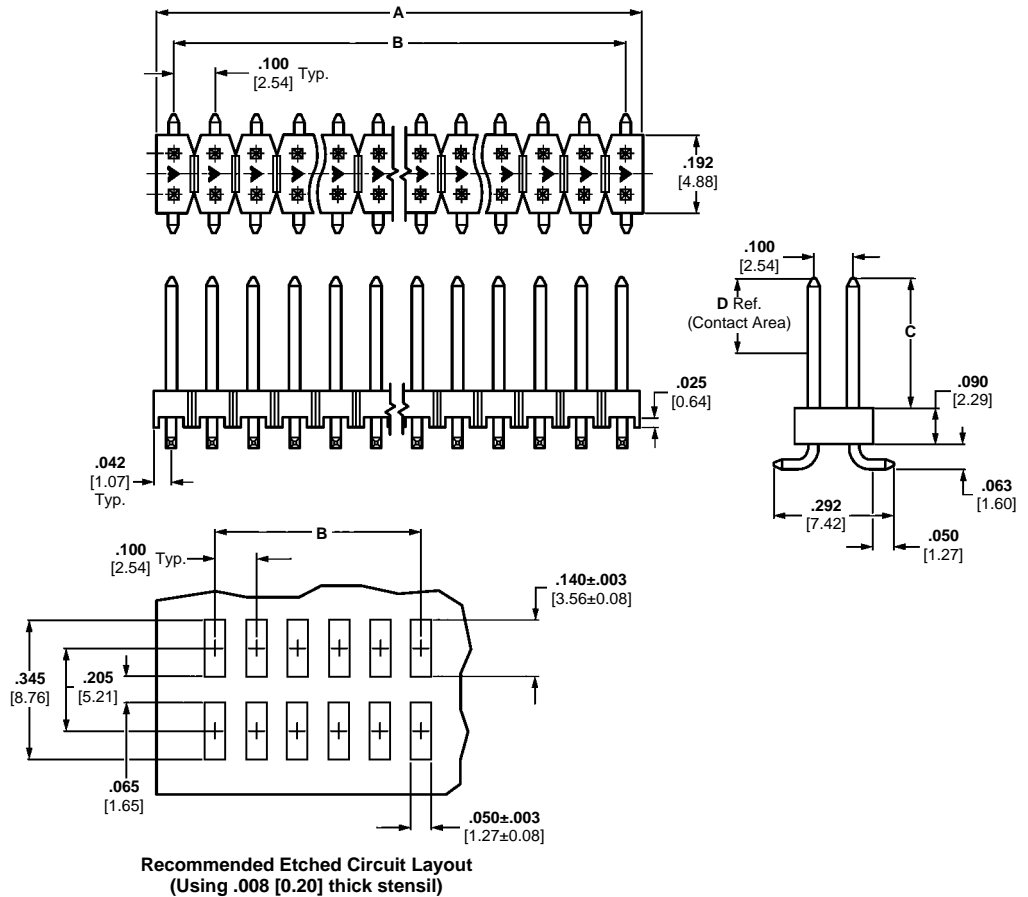 A
B
.100
[2.54] Typ.
.192
[4.88]
.100
[2.54]
D Ref.
(Contact Area)
C
.025
[0.64]
.090
[2.29]
.042
[1.07]
Typ.
.063
[1.60]
.292
[7.42]
.050
[1.27]
B
.100
[2.54] Typ.
.140±.003
[3.56±0.08]
.345
[8.76]
.205
[5.21]
.065
[1.65]
.050±.003
[1.27±0.08]
Recommended Etched Circuit Layout
(Using .008 [0.20] thick stensil)